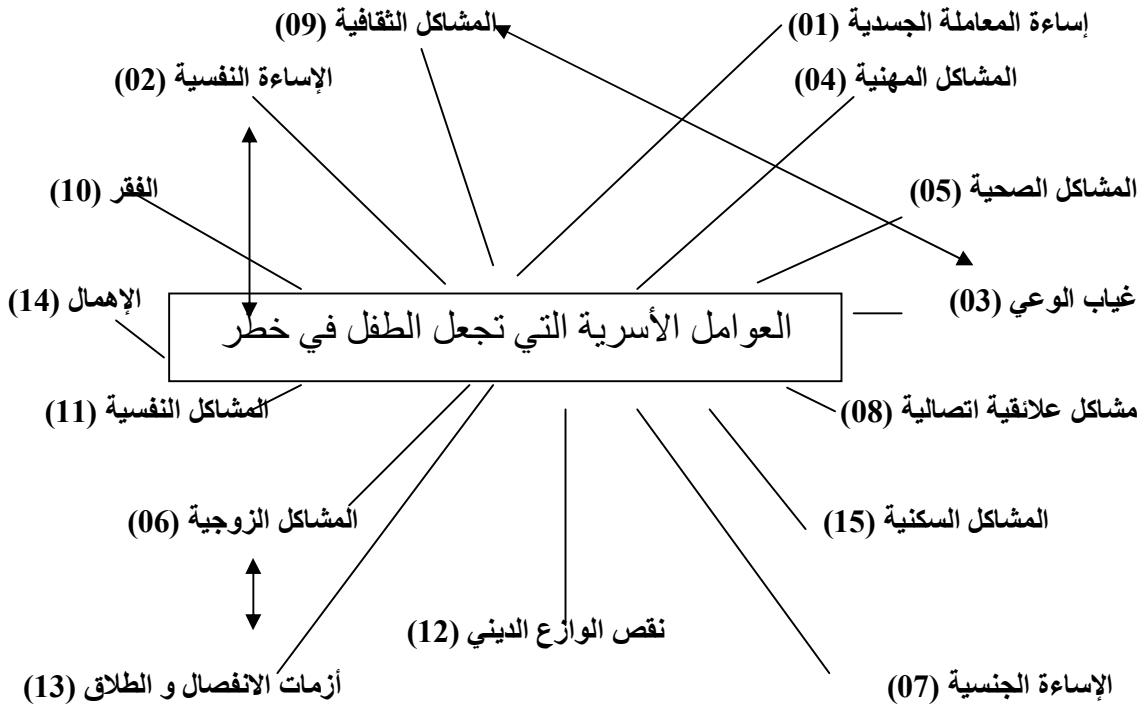 إساءة المعاملة الجسدية (01)
المشاكل الثقافية (09)
المشاكل المهنية (04)
الإساءة النفسية (02)
المشاكل الصحية (05)
الفقر (10)
غياب الوعي (03)
الإهمال (14)
العوامل الأسرية التي تجعل الطفل في خطر
مشاكل علائقية اتصالية (08)
المشاكل النفسية (11)
المشاكل السكنية (15)
المشاكل الزوجية (06)
نقص الوازع الديني (12)
الإساءة الجنسية (07)
أزمات الانفصال و الطلاق (13)